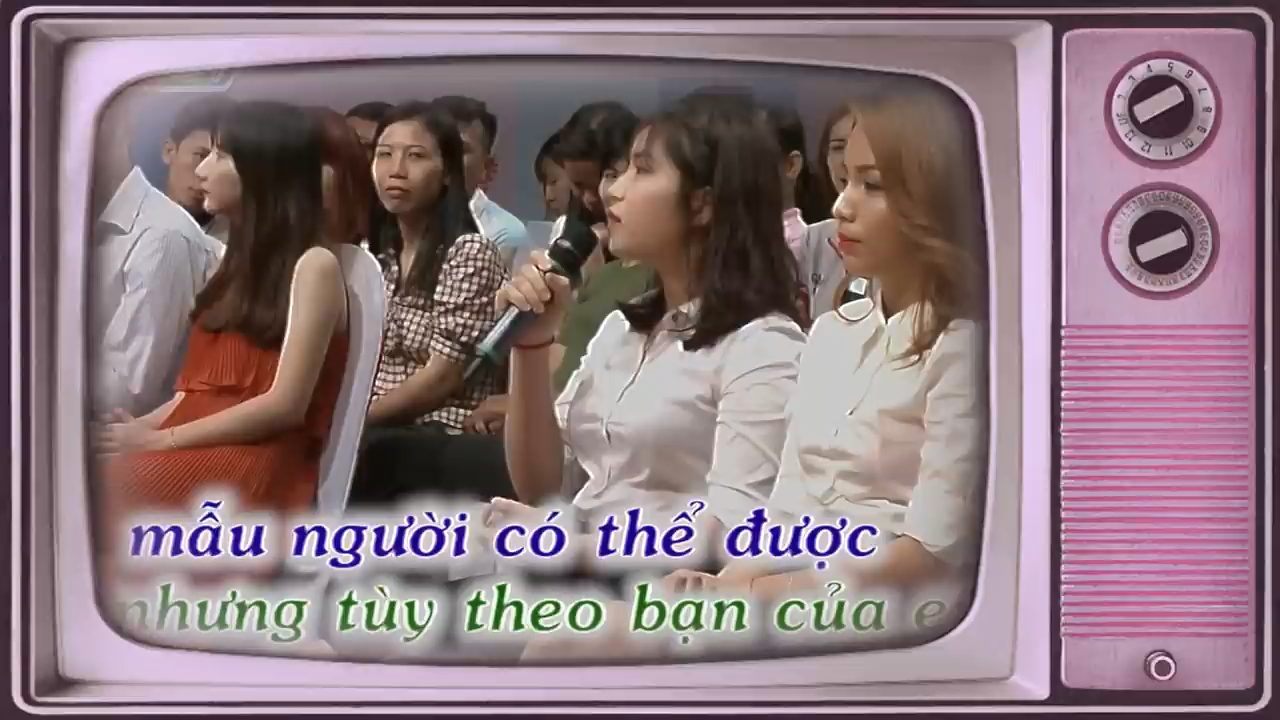 mẫu người có thể được
nhưng tùy theo bạn của e